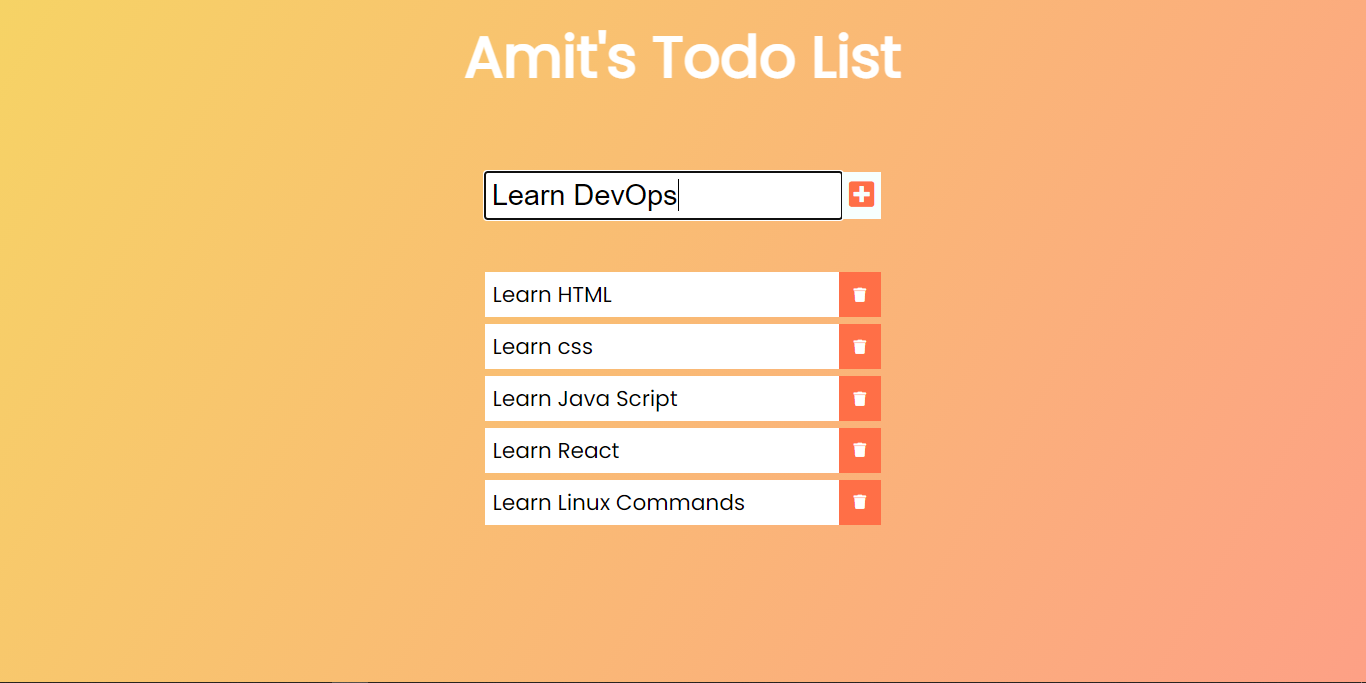 Amit's Todo List
Learn DevOps
Learn HTML
Learn css
Learn Java Script
Learn React
Learn Linux Commands